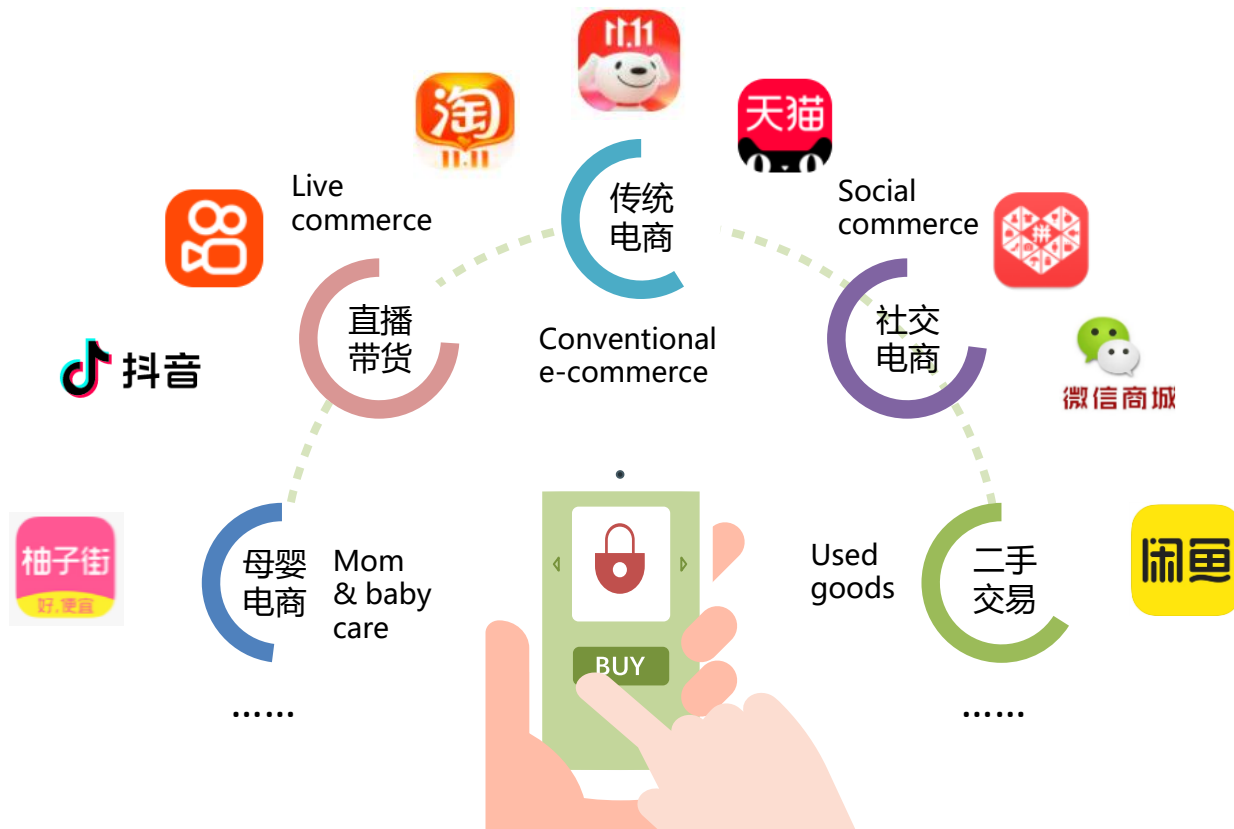 11.11
淘
11.11
天猫
传统
电商
Live
commerce
Social
commerce
拼
直播
带货
Conventional
e-commerce
社交
电商
抖音
微信商城
柚子街
好,便宜
母婴
电商
Mom
& baby
care
Used
goods
二手
交易
闲鱼
BUY
……
……